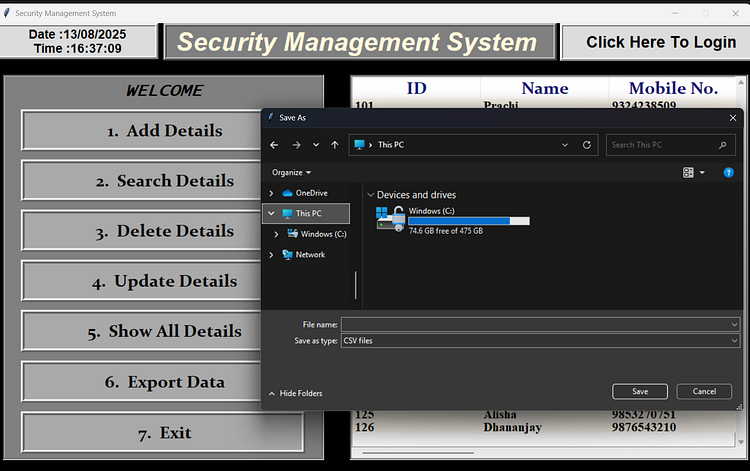 Security Management System
Date :13/08/2025
Time :16:37:09
Security Management System
Click Here To Login
WELCOME
1. Add Details
2. Search Details
3. Delete Details
4. Update Details
5. Show All Details
6. Export Data
7. Exit
ID Name Mobile No.
101 Prachi 9324238509
Save As
This PC
Search This PC
Organize
OneDrive
This PC
Windows (C:)
Network
Devices and drives
Windows (C:)
74.6 GB free of 475 GB
File name:
Save as type: CSV files
Hide Folders
Save Cancel
125 Alisha 9853270751
126 Dhananjay 9876543210